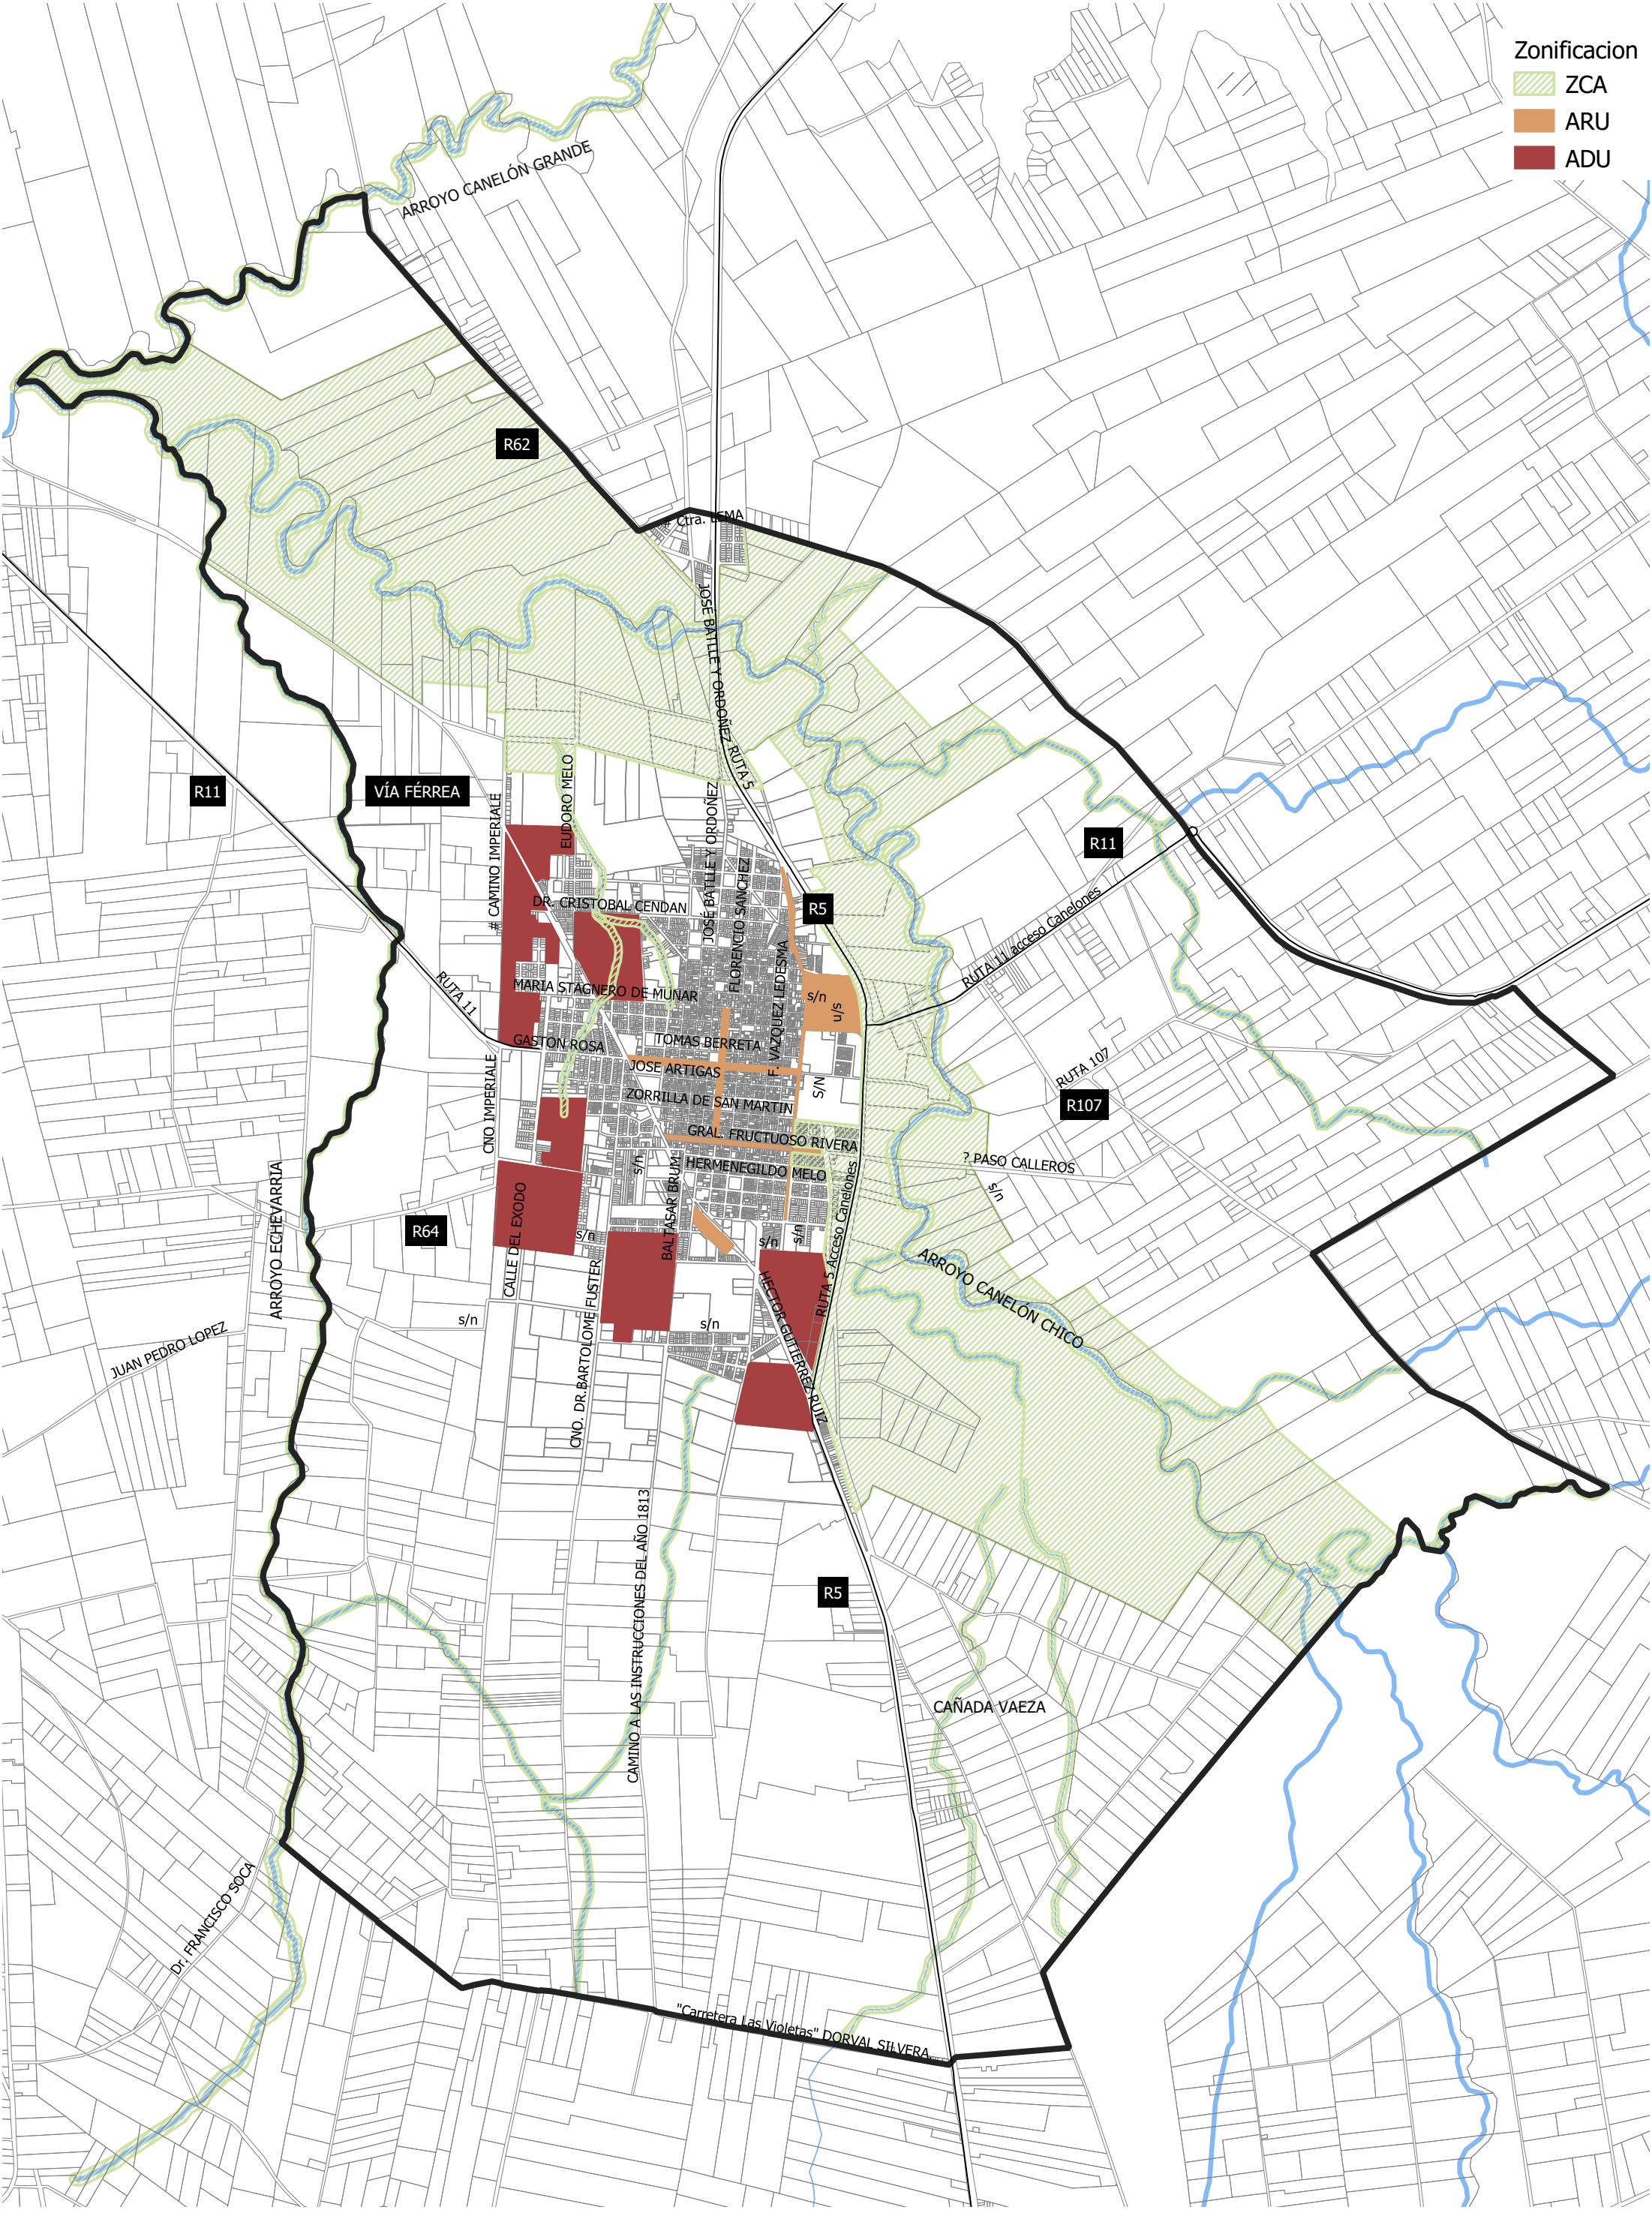 Zonificacion
ZCA
ARU
ADU
ARROYO CANELÓN GRANDE
R62
# Ctra. LEMA
JOSÉ BATLLE Y ORDOÑEZ RUTA 5
R11
VÍA FÉRREA
# CAMINO IMPERIALE
EUDORO MELO
JOSÉ BATLLE Y ORDOÑEZ
FLORENCIO SANCHEZ
R11
DR. CRISTOBAL CENDAN
R5
F. VAZQUEZ LEDESMA
RUTA 11 acceso Canelones
RUTA 11
MARIA STAGNERO DE MUNAR
s/n
s/n
GASTON ROSA
TOMAS BERRETA
JOSE ARTIGAS
S/N
RUTA 107
R107
CNO IMPERIALE
ZORRILLA DE SAN MARTIN
GRAL. FRUCTUOSO RIVERA
? PASO CALLEROS
s/n
HERMENEGILDO MELO
s/n
ARROYO ECHEVARRIA
R64
CALLE DEL EXODO
s/n
BALTASAR BRUM
s/n
s/n
RUTA 5 Acceso Canelones
ARROYO CANELÓN CHICO
HECTOR GUTIERREZ RUIZ
CNO. DR.BARTOLOME FUSTER
s/n
s/n
JUAN PEDRO LOPEZ
CAMINO A LAS INSTRUCCIONES DEL AÑO 1813
R5
CAÑADA VAEZA
Dr. FRANCISCO SOCA
"Carretera Las Violetas" DORVAL SILVERA